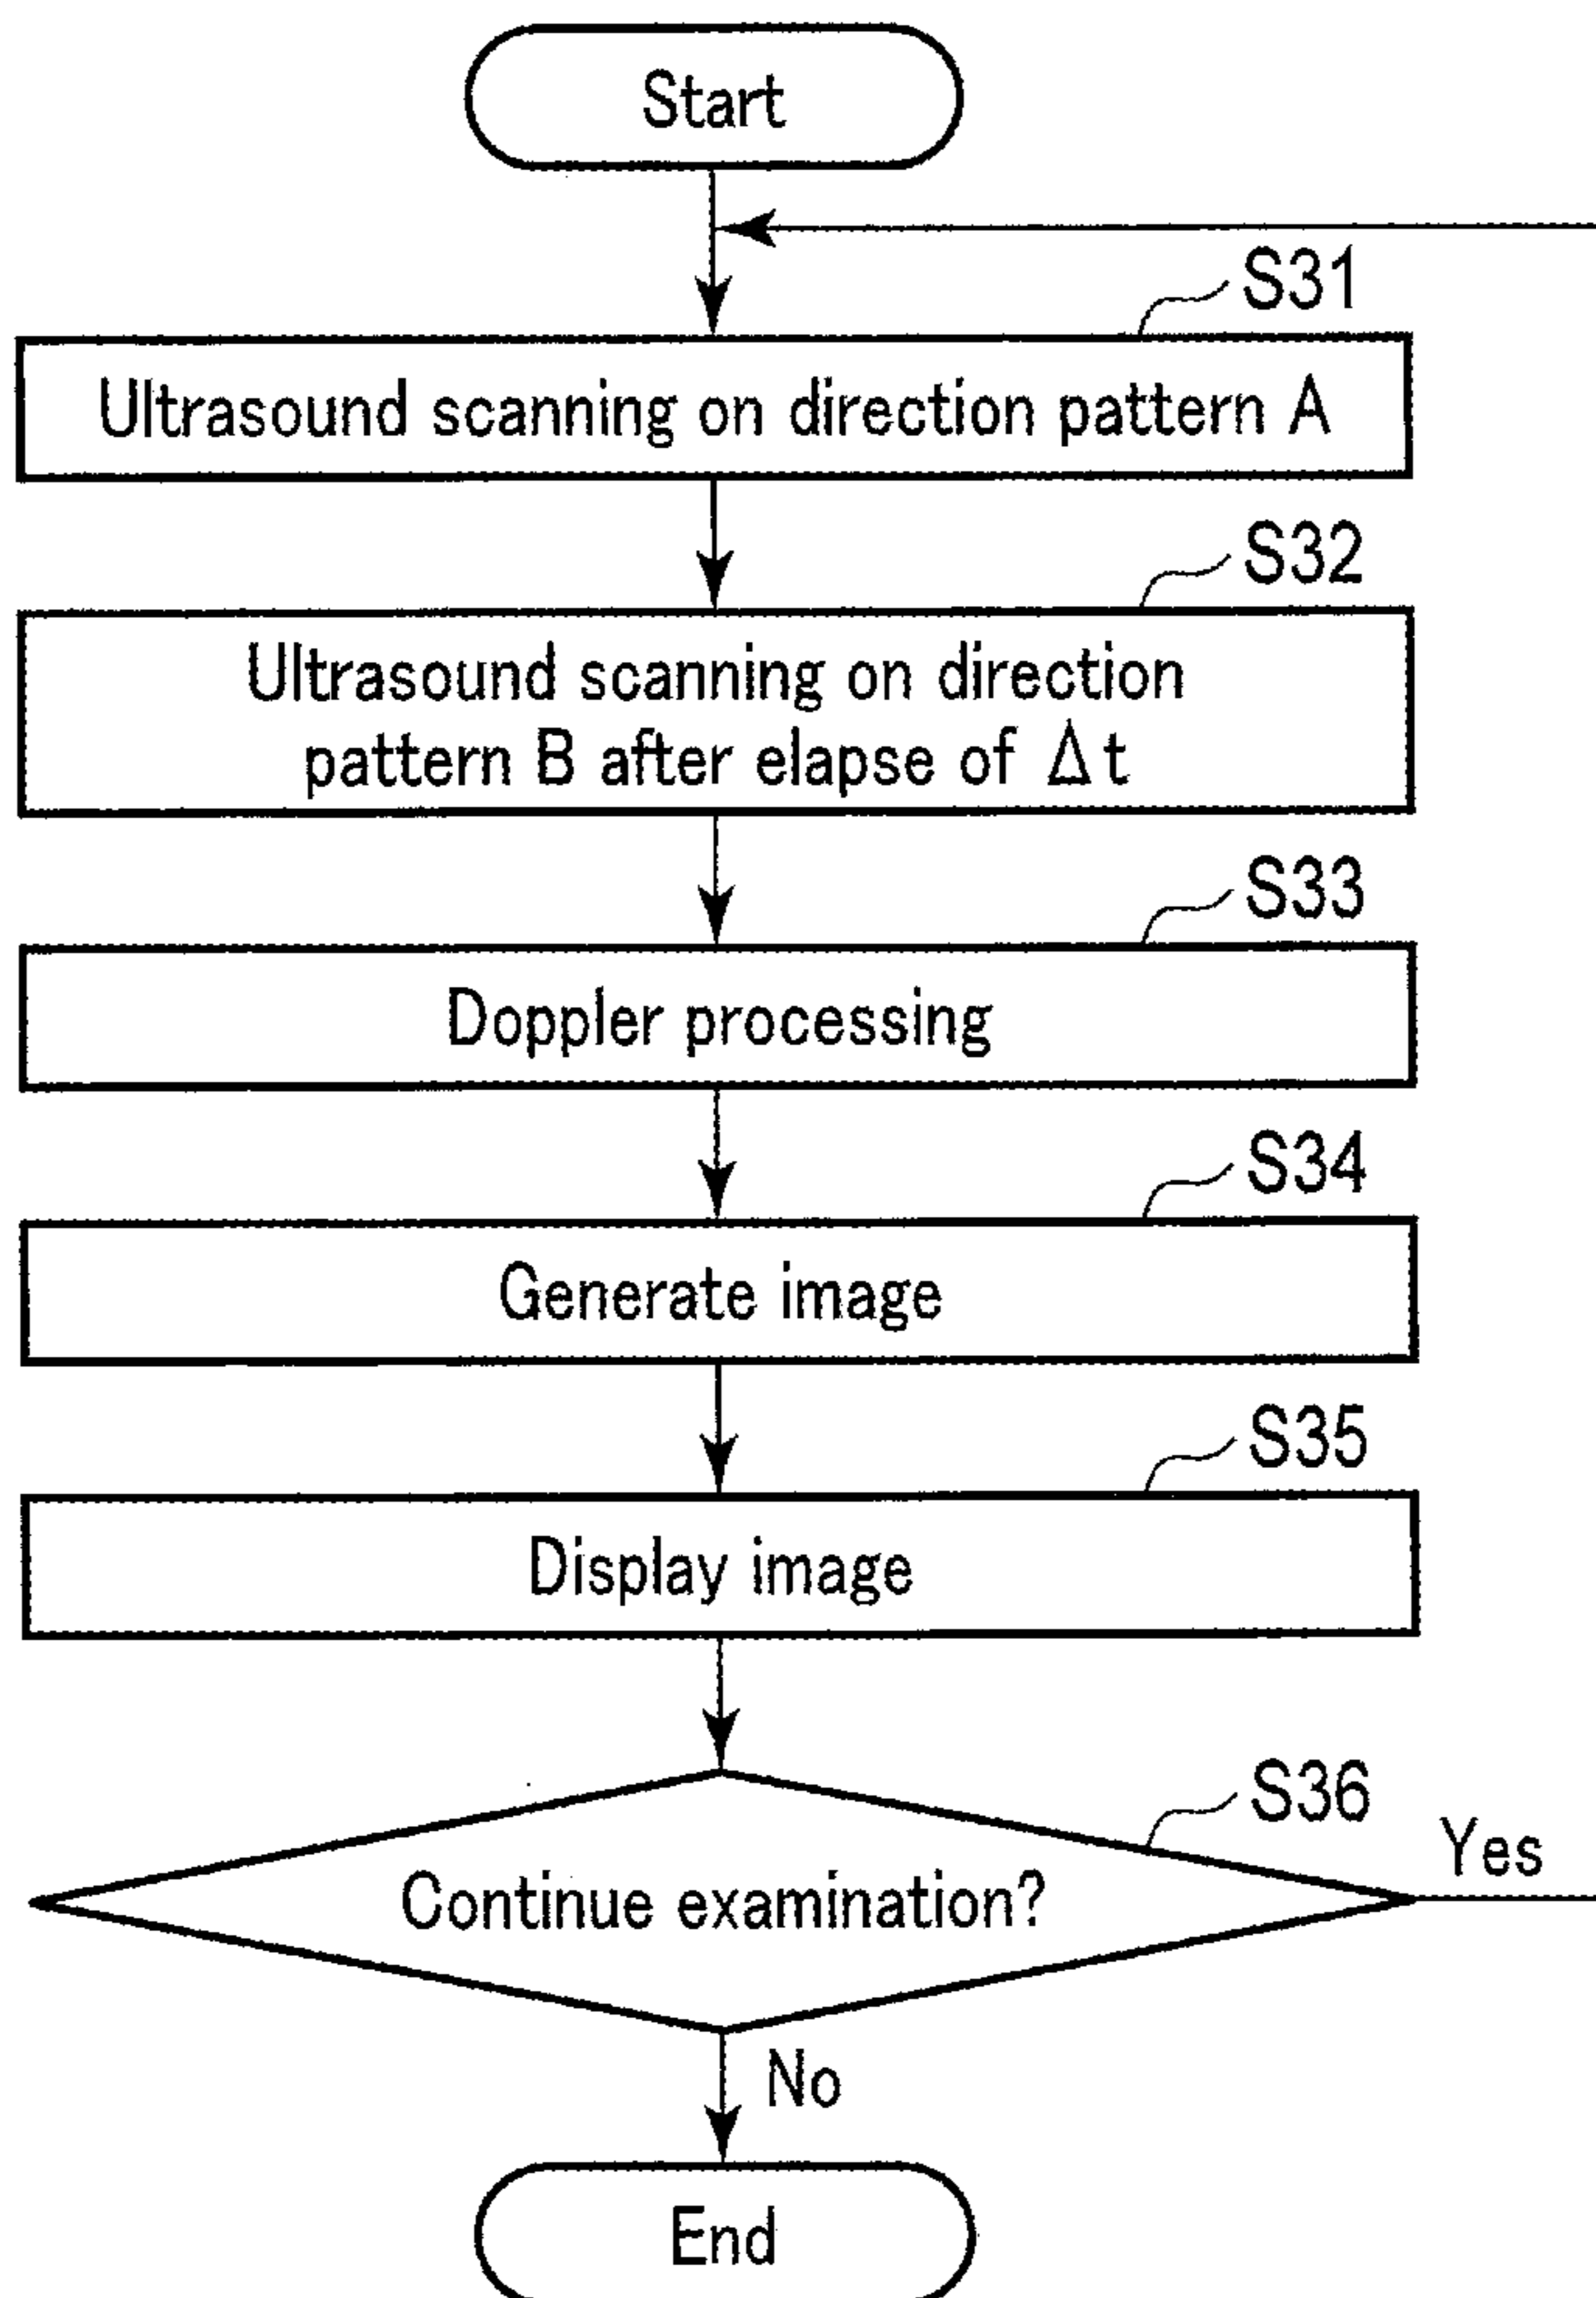 Start
S31
Ultrasound scanning on direction pattern A
S32
Ultrasound scanning on direction
pattern B after elapse of Δt
S33
Doppler processing
S34
Generate image
S35
Display image
S36
Continue examination?
Yes
No
End